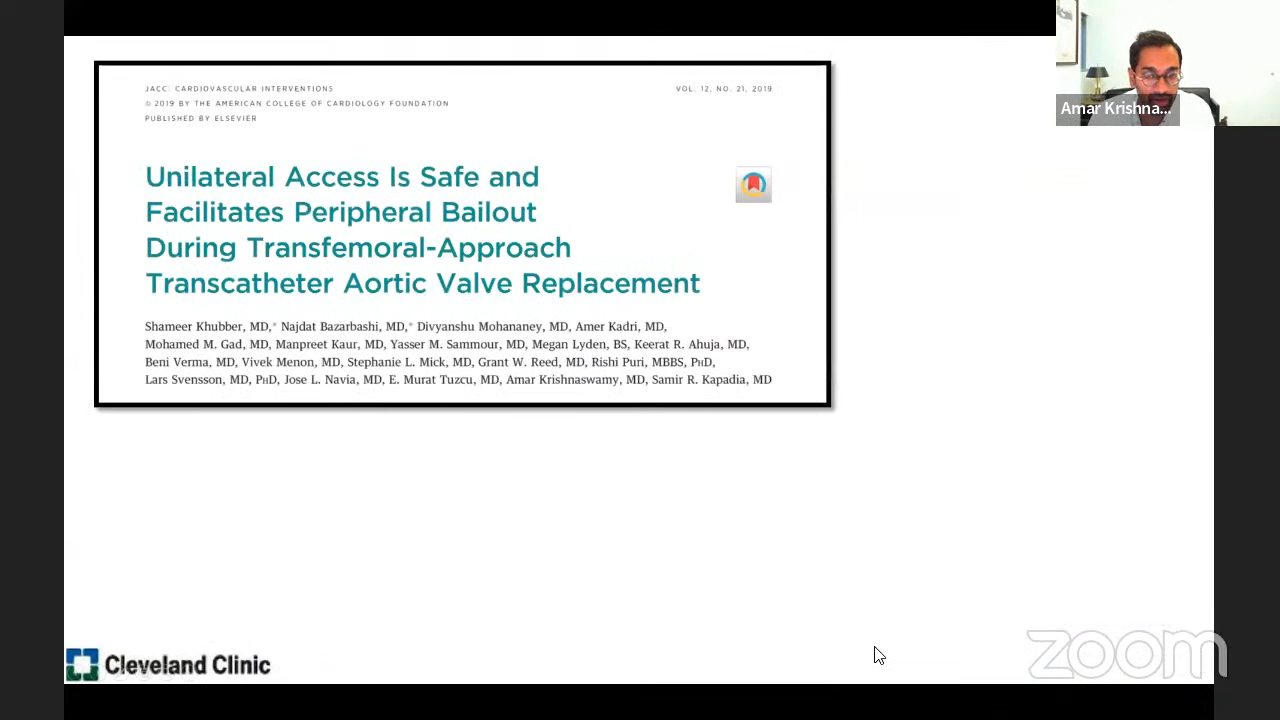 JACC: CARDIOVASCULAR INTERVENTIONS
VOL. 12, NO. 21, 2019
© 2019 BY THE AMERICAN COLLEGE OF CARDIOLOGY FOUNDATION
PUBLISHED BY ELSEVIER
Unilateral Access Is Safe and
Facilitates Peripheral Bailout
During Transfemoral-Approach
Transcatheter Aortic Valve Replacement
Shameer Khubber, MD,* Najdat Bazarbashi, MD,* Divyanshu Mohananey, MD, Amer Kadri, MD,
Mohamed M. Gad, MD, Manpreet Kaur, MD, Yasser M. Sammour, MD, Megan Lyden, BS, Keerat R. Ahuja, MD,
Beni Verma, MD, Vivek Menon, MD, Stephanie L. Mick, MD, Grant W. Reed, MD, Rishi Puri, MBBS, PhD,
Lars Svensson, MD, PhD, Jose L. Navia, MD, E. Murat Tuzcu, MD, Amar Krishnaswamy, MD, Samir R. Kapadia, MD
Amar Krishna...
Cleveland Clinic
zoom